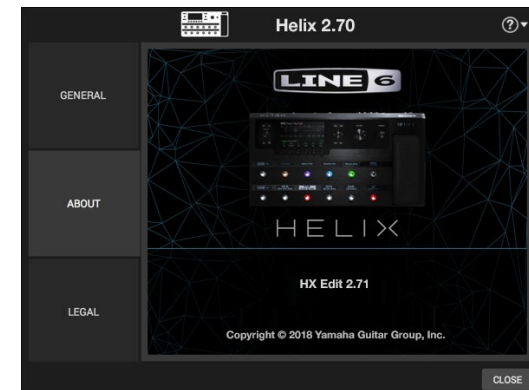 Helix 2.70
?
GENERAL
ABOUT
LEGAL
LINE 6
HELIX
HX Edit 2.71
Copyright © 2018 Yamaha Guitar Group, Inc.
CLOSE